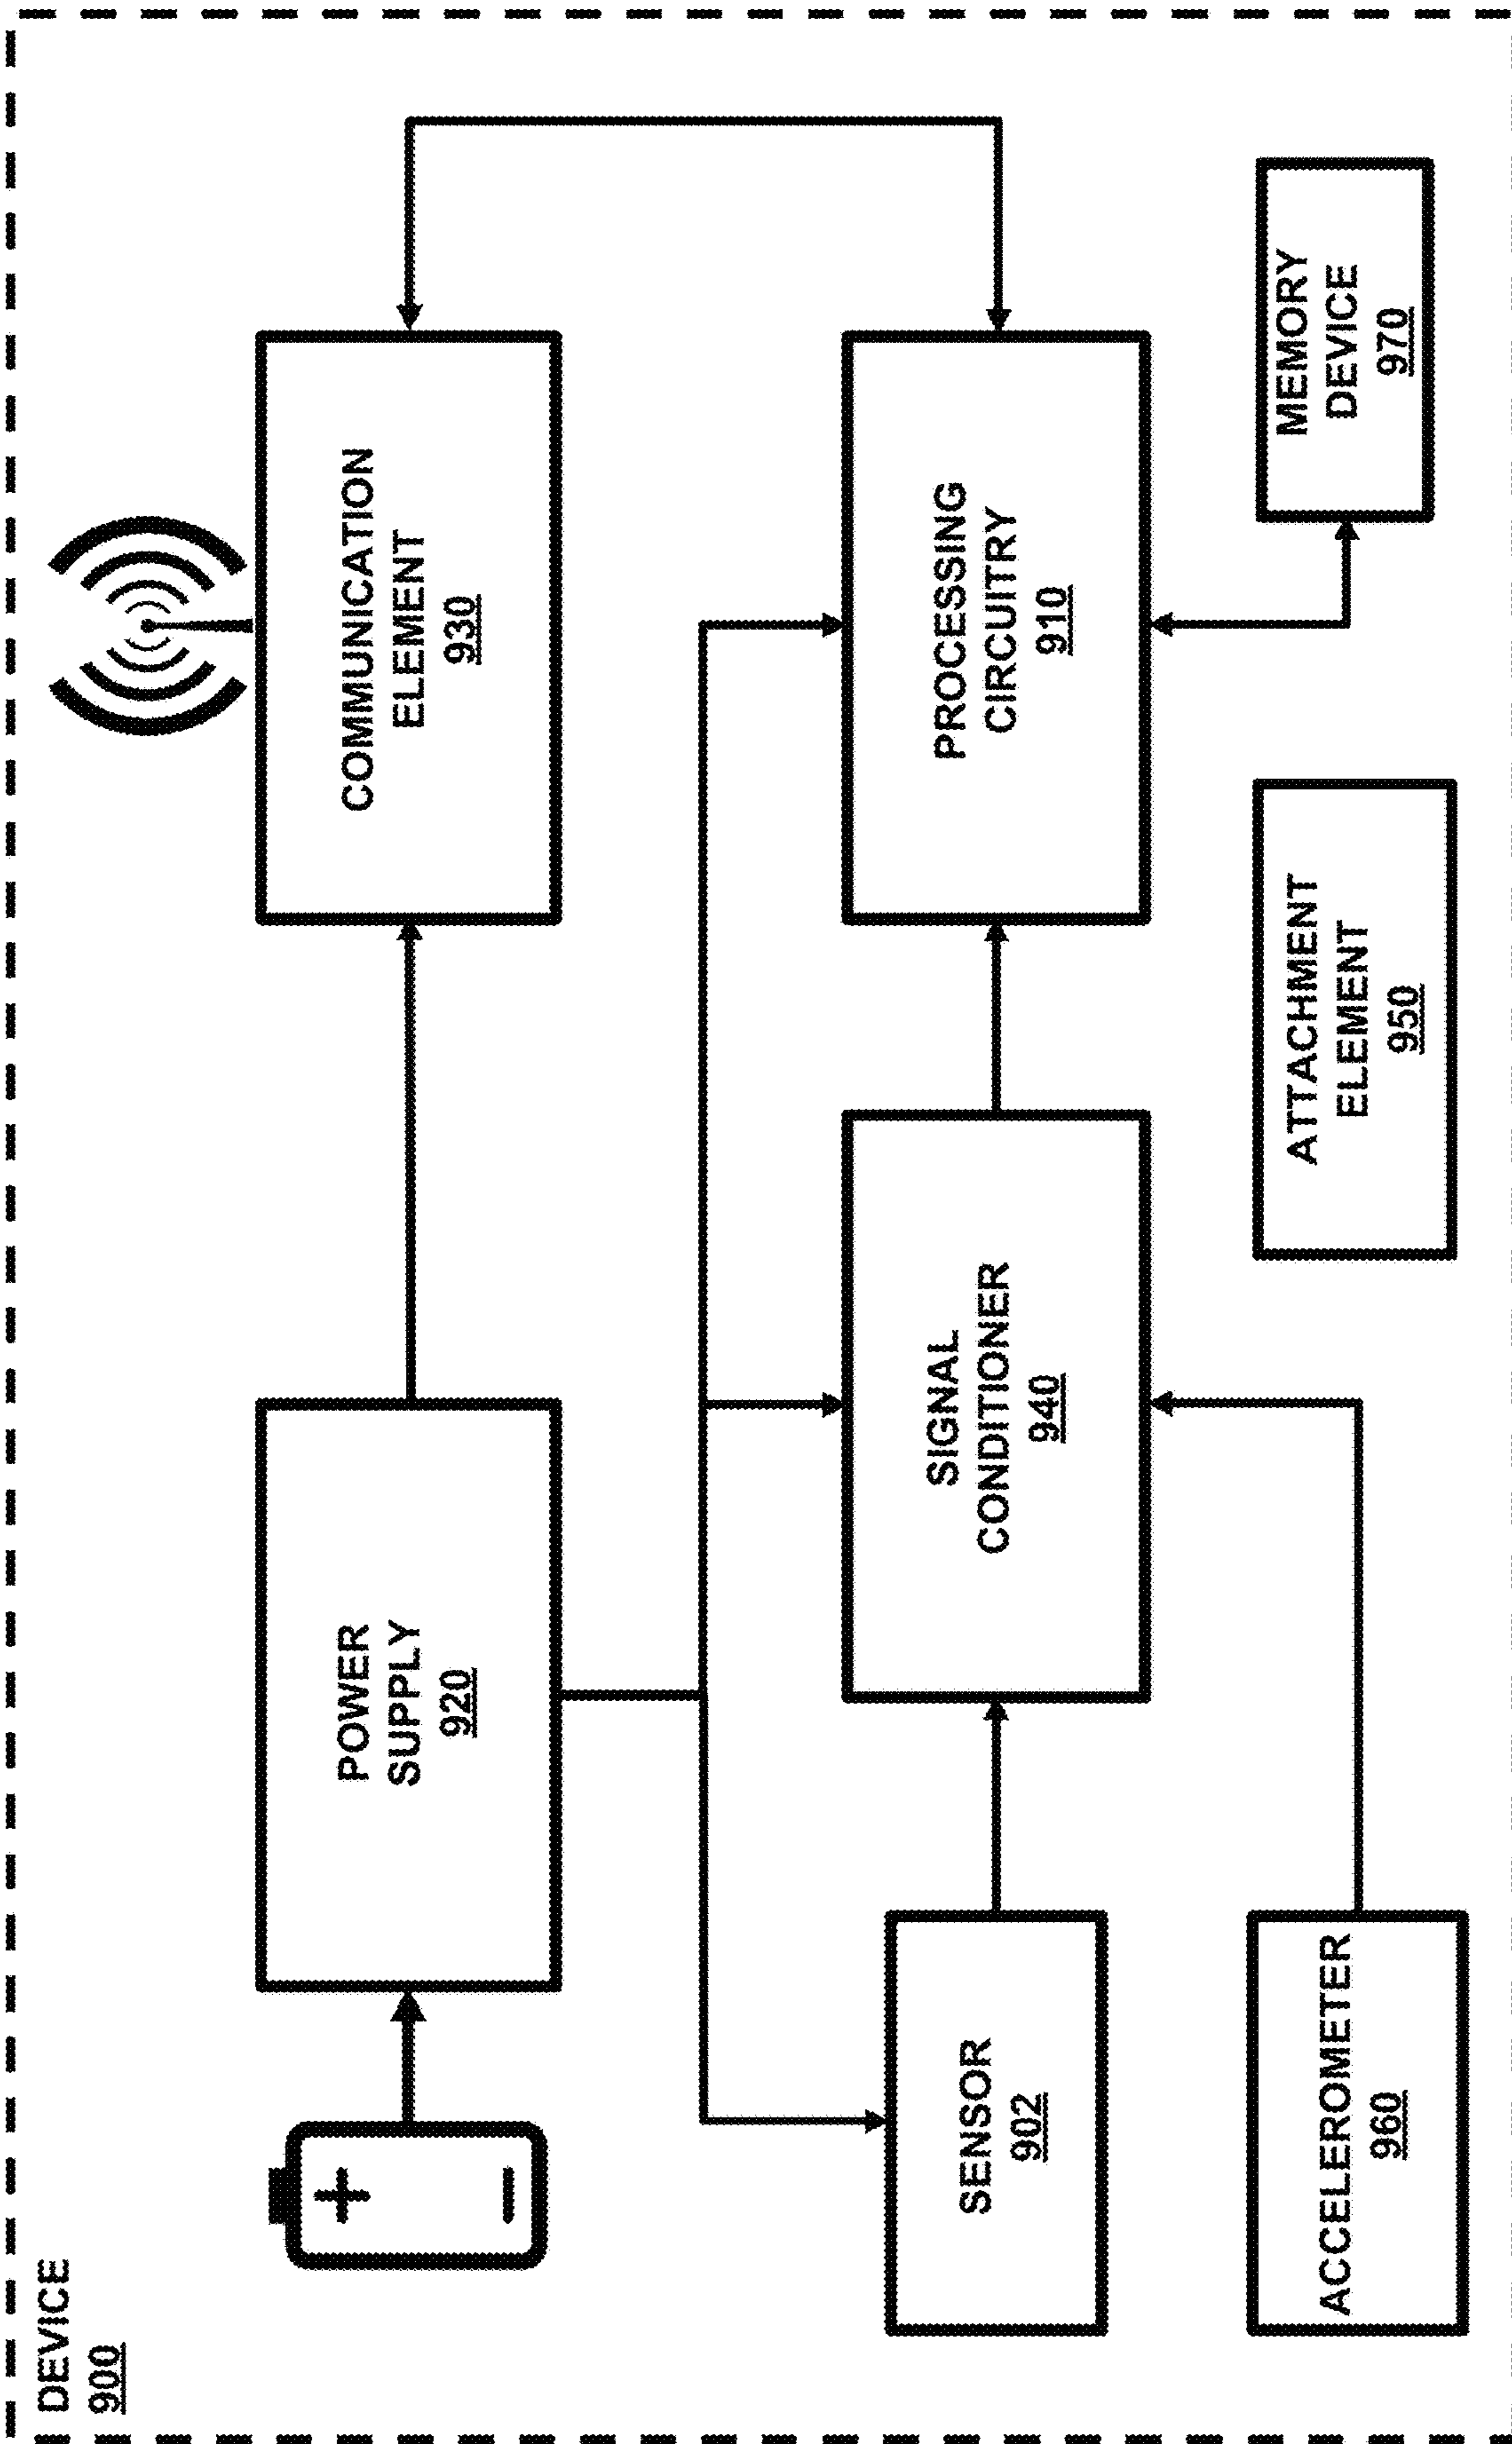 DEVICE
900
POWER
SUPPLY
920
COMMUNICATION
ELEMENT
930
SENSOR
902
SIGNAL
CONDITIONER
940
PROCESSING
CIRCUITRY
910
ACCELEROMETER
960
ATTACHMENT
ELEMENT
950
MEMORY
DEVICE
970